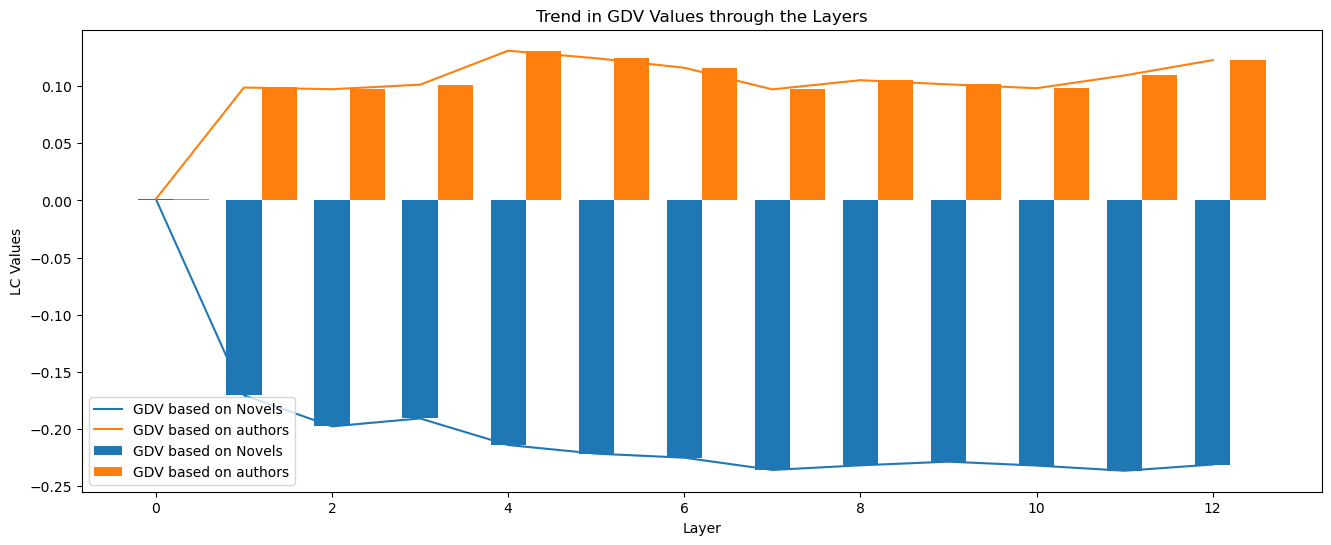 Trend in GDV Values through the Layers
LC Values
0.10
0.05
0.00
−0.05
−0.10
−0.15
−0.20
−0.25
GDV based on Novels
GDV based on authors
GDV based on Novels
GDV based on authors
0 2 4 6 8 10 12
Layer